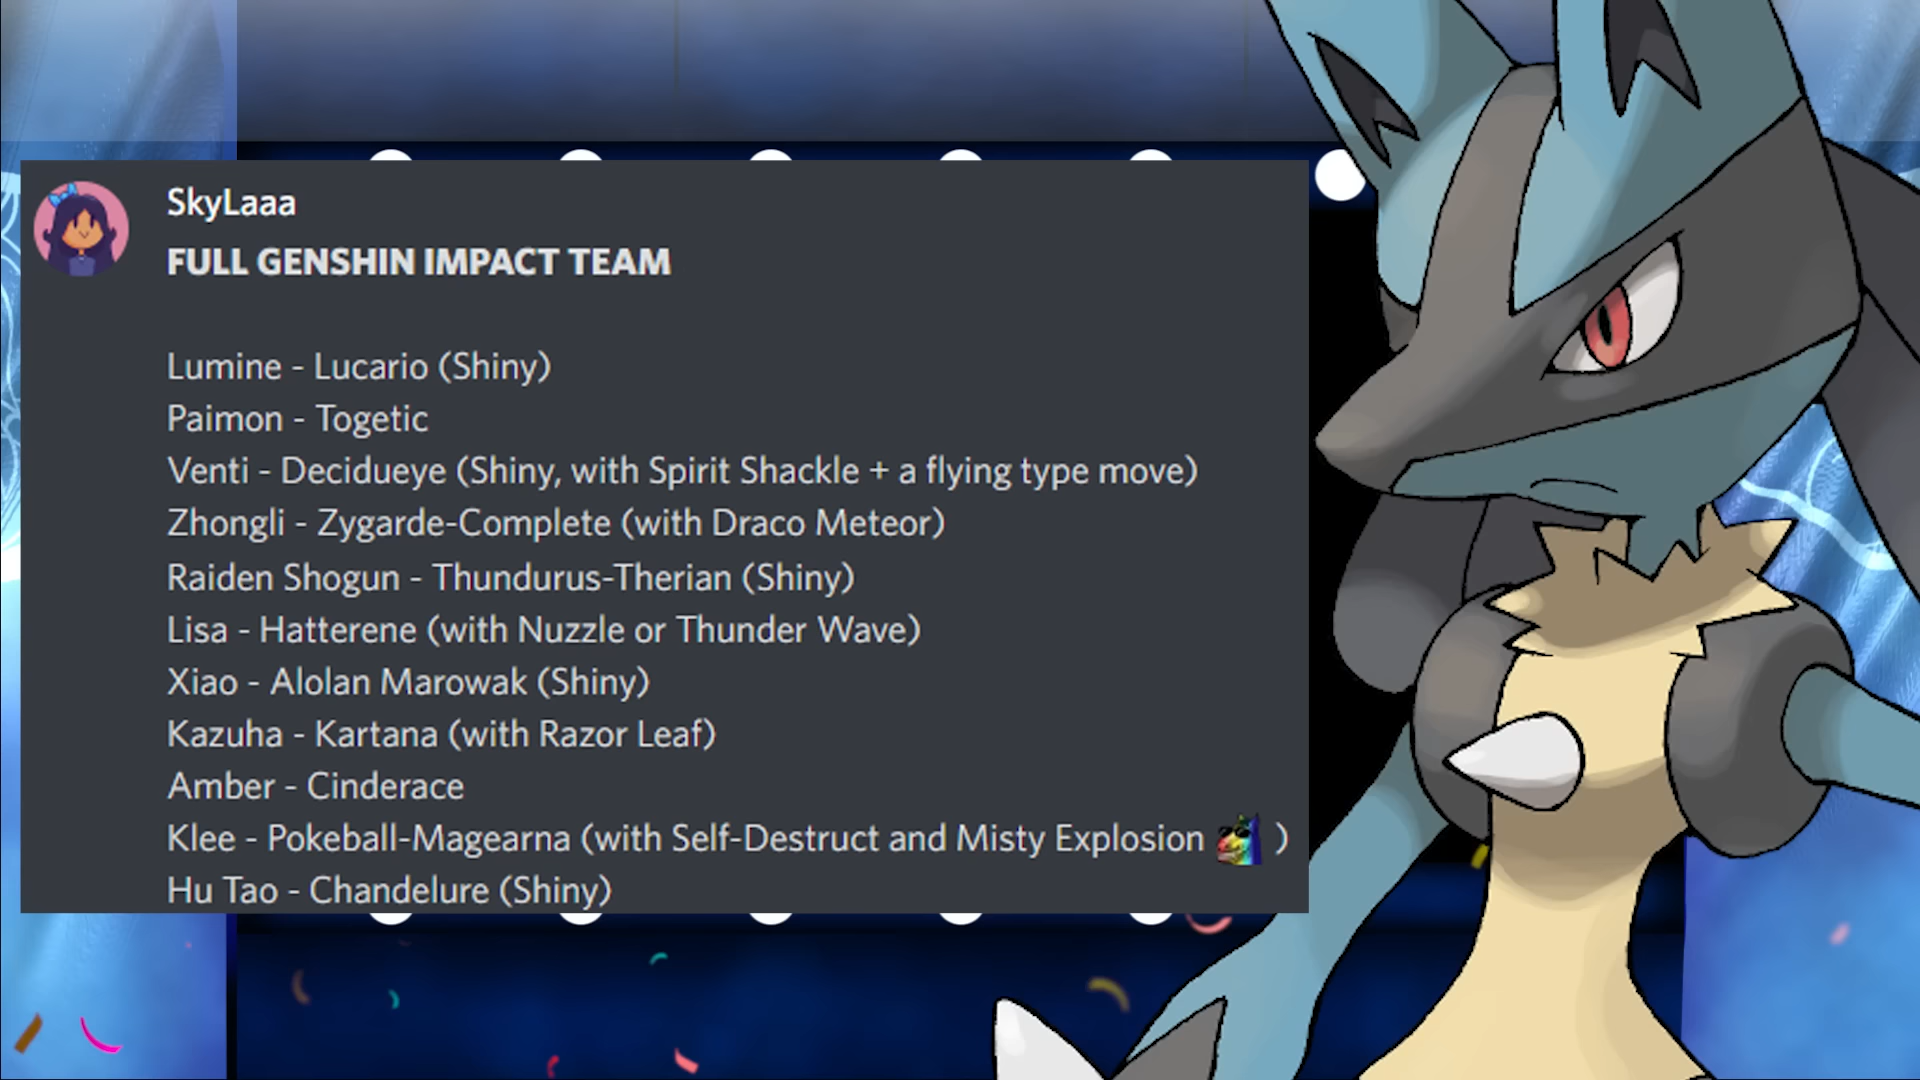 SkyLaaa
FULL GENSHIN IMPACT TEAM
Lumine - Lucario (Shiny)
Paimon - Togetic
Venti - Decidueye (Shiny, with Spirit Shackle + a flying type move)
Zhongli - Zygarde-Complete (with Draco Meteor)
Raiden Shogun - Thundurus-Therian (Shiny)
Lisa - Hatterene (with Nuzzle or Thunder Wave)
Xiao - Alolan Marowak (Shiny)
Kazuha - Kartana (with Razor Leaf)
Amber - Cinderace
Klee - Pokeball-Magearna (with Self-Destruct and Misty Explosion )
Hu Tao - Chandelure (Shiny)